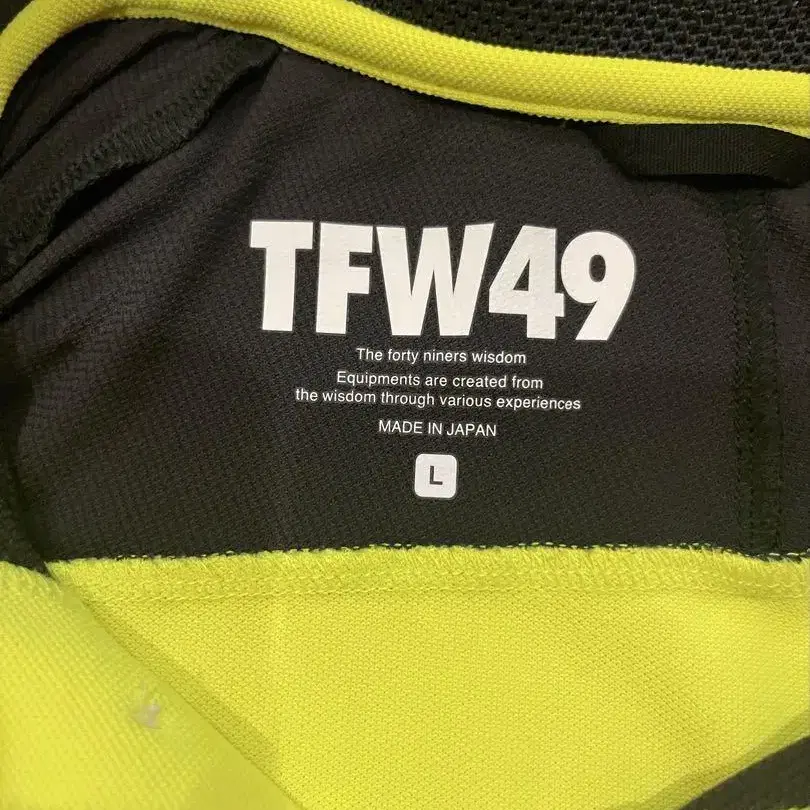 TFW49
The forty niners wisdom
Equipments are created from
the wisdom through various experiences
MADE IN JAPAN
L